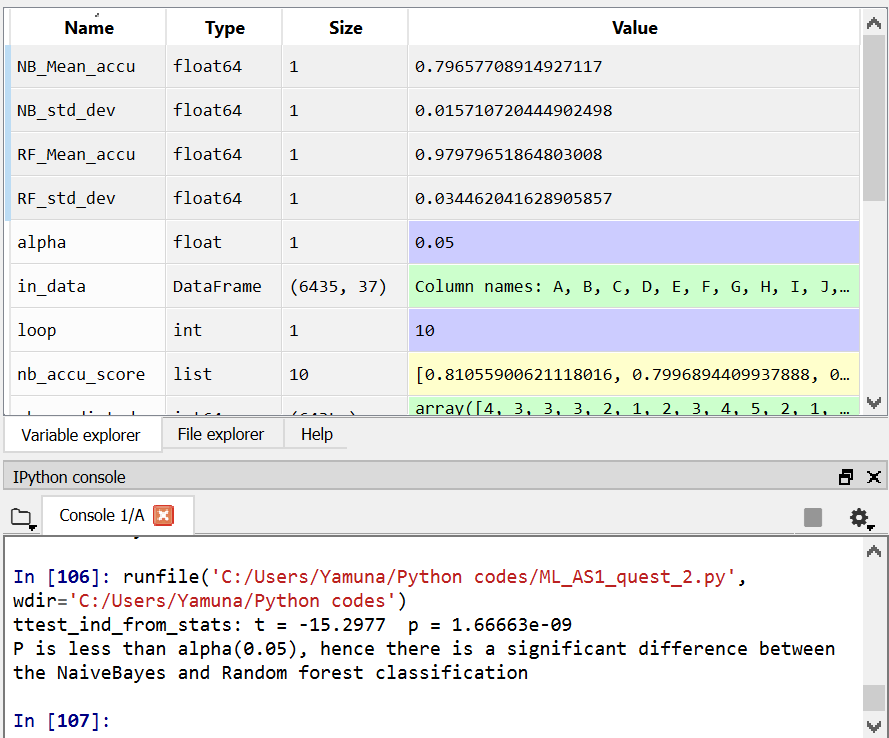 Name Type Size Value
NB_Mean_accu float64 1 0.79657708914927117
NB_std_dev float64 1 0.015710720444902498
RF_Mean_accu float64 1 0.97979651864803008
RF_std_dev float64 1 0.034462041628905857
alpha float 1 0.05
in_data DataFrame (6435, 37) Column names: A, B, C, D, E, F, G, H, I, J,…
loop int 1 10
nb_accu_score list 10 [0.81055900621118016, 0.7996894409937888, 0…
array([4, 3, 3, 3, 2, 1, 2, 3, 4, 5, 2, 1, …
Variable explorer File explorer Help
IPython console
Console 1/A
In [106]: runfile('C:/Users/Yamuna/Python codes/ML_AS1_quest_2.py',
wdir='C:/Users/Yamuna/Python codes')
ttest_ind_from_stats: t = -15.2977 p = 1.66663e-09
P is less than alpha(0.05), hence there is a significant difference between
the NaiveBayes and Random forest classification
In [107]: